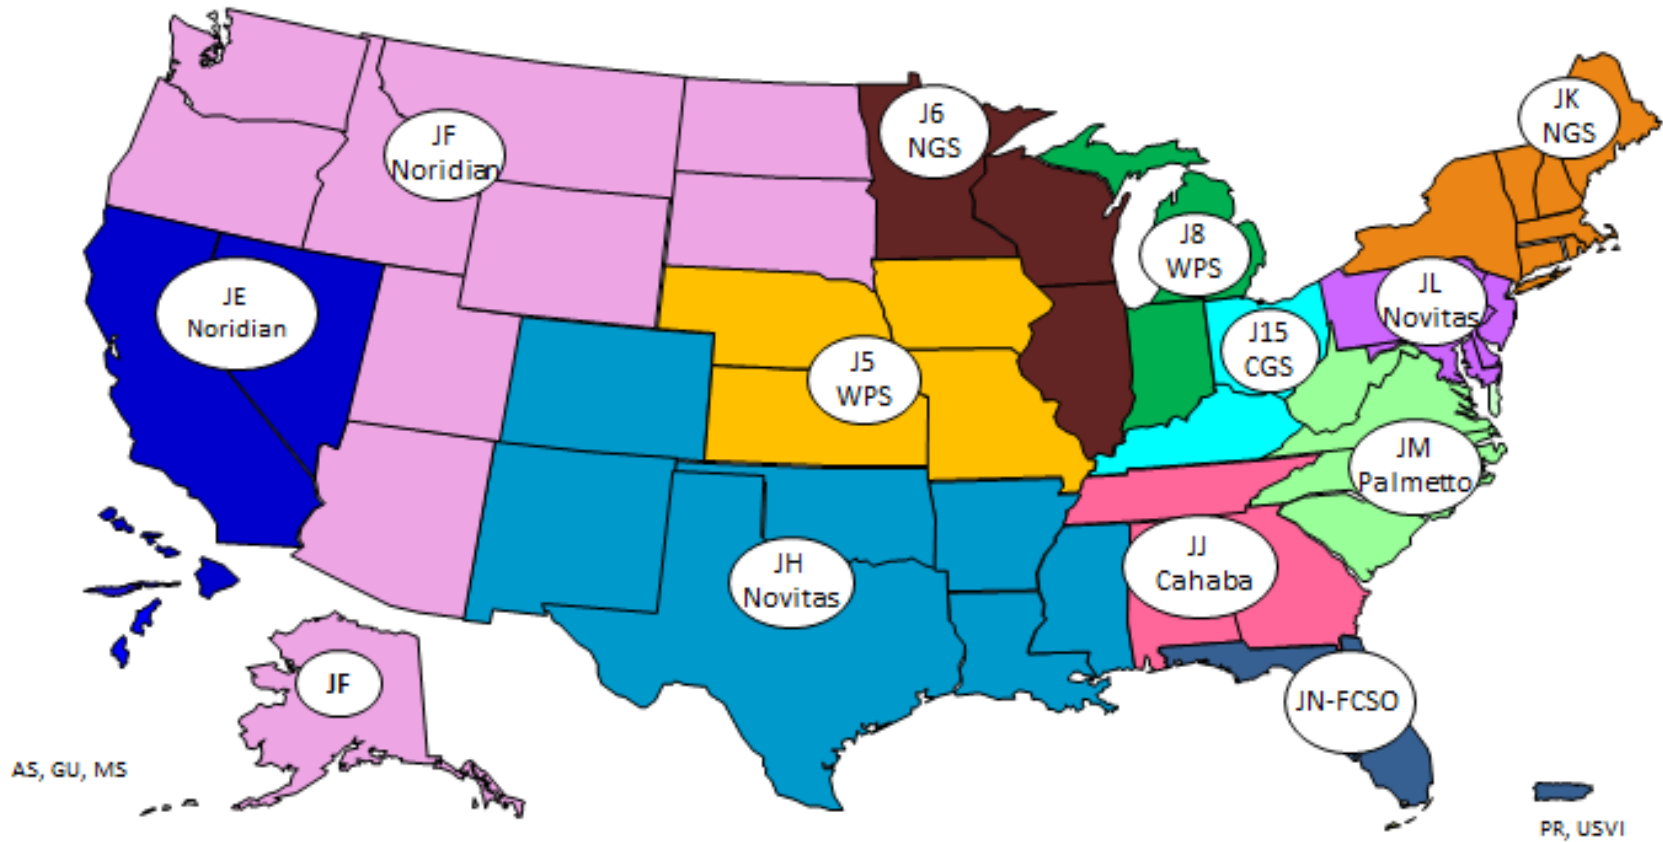 JF
Noridian
J6
NGS
JK
NGS
J8
WPS
JE
Noridian
JL
Novitas
J15
CGS
J5
WPS
JM
Palmetto
JH
Novitas
JJ
Cahaba
JF
JN-FCSO
AS, GU, MS
PR, USVI